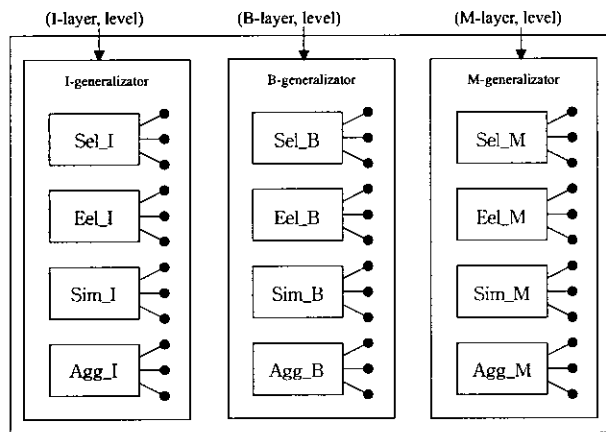 (I-layer, level) (B-layer, level) (M-layer, level)
I-generalizator B-generalizator M-generalizator
Sel_I Sel_B Sel_M
Eel_I Eel_B Eel_M
Sim_I Sim_B Sim_M
Agg_I Agg_B Agg_M